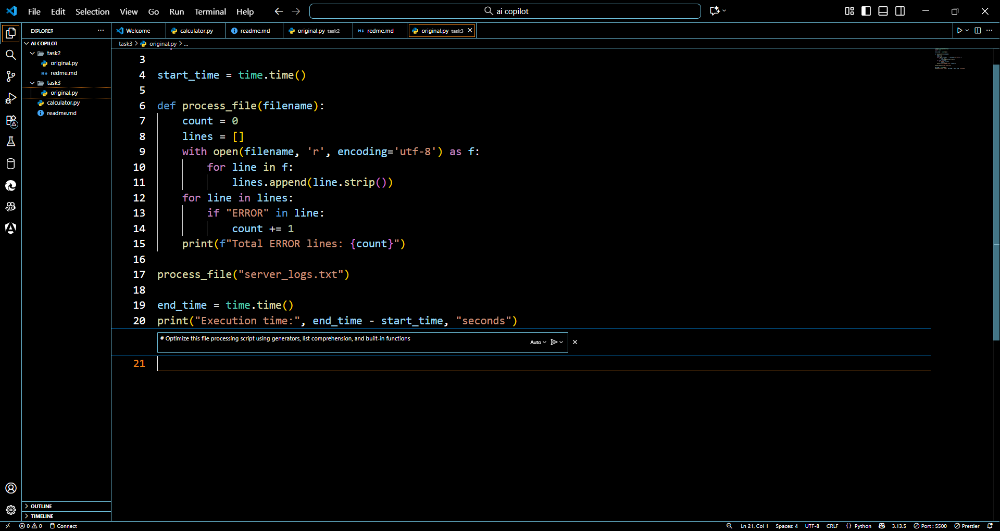 File Edit Selection View Go Run Terminal Help
ai copilot
EXPLORER
Welcome
calculator.py
readme.md
original.py task2
redme.md
original.py task3
AI COPILOT
task2
original.py
redme.md
task3
original.py
calculator.py
readme.md
OUTLINE
TIMELINE
task3 > original.py > ...
3
4 start_time = time.time()
5
6 def process_file(filename):
7 count = 0
8 lines = []
9 with open(filename, 'r', encoding='utf-8') as f:
10 for line in f:
11 lines.append(line.strip())
12 for line in lines:
13 if "ERROR" in line:
14 count += 1
15 print(f"Total ERROR lines: {count}")
16
17 process_file("server_logs.txt")
18
19 end_time = time.time()
20 print("Execution time:", end_time - start_time, "seconds")
# Optimize this file processing script using generators, list comprehension, and built-in functions
Auto
21
0 0 Connect
Ln 21, Col 1 Spaces: 4 UTF-8 CRLF {} Python 3.13.5 Port : 5500 Prettier